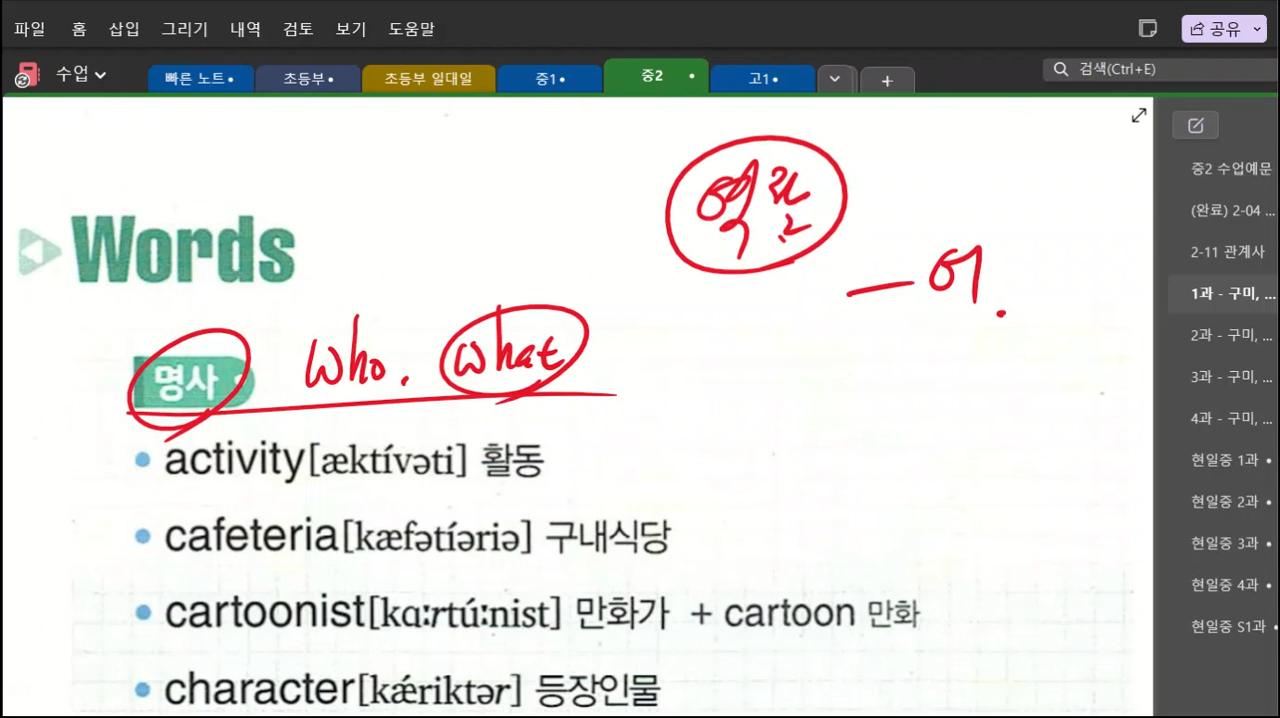 파일 홈 삽입 그리기 내역 검토 보기 도움말 공유
수업 빠른 노트 초등부 초등부 일대일 중1 중2 고1 + 검색(Ctrl+E)
중2 수업예문
(완료) 2-04 ...
2-11 관계사
1과 - 구미, ...
2과 - 구미, ...
3과 - 구미, ...
4과 - 구미, ...
현일중 1과
현일중 2과
현일중 3과
현일중 4과
현일중 S1과
역할
— 어.
Words
명사 who. what
• activity[æktívəti] 활동
• cafeteria[kæfətíəriə] 구내식당
• cartoonist[kɑːrtúːnist] 만화가 + cartoon 만화
• character[kǽriktər] 등장인물